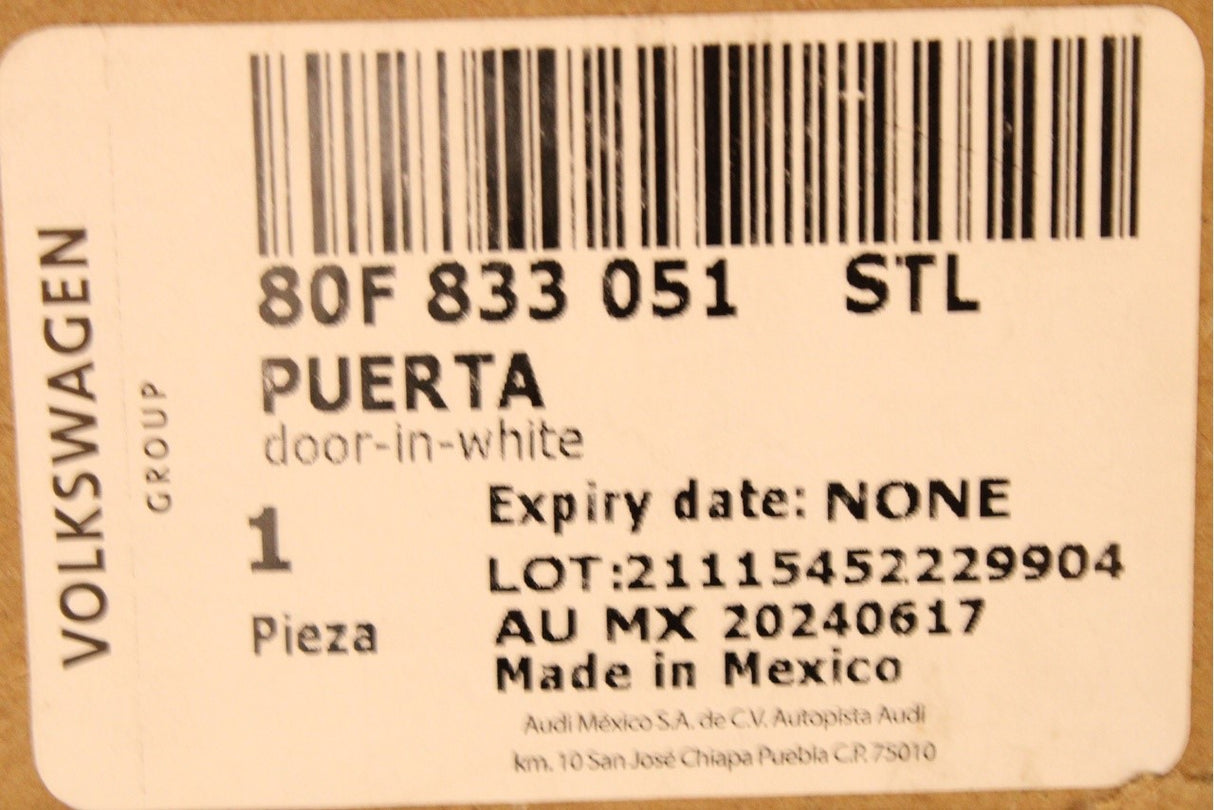 VOLKSWAGEN
GROUP
80F 833 051 STL
PUERTA
door-in-white
1
Pieza
Expiry date: NONE
LOT:21115452229904
AU MX 20240617
Made in Mexico
Audi México S.A. de C.V. Autopista Audi
km. 10 San José Chiapa Puebla C.P. 75010